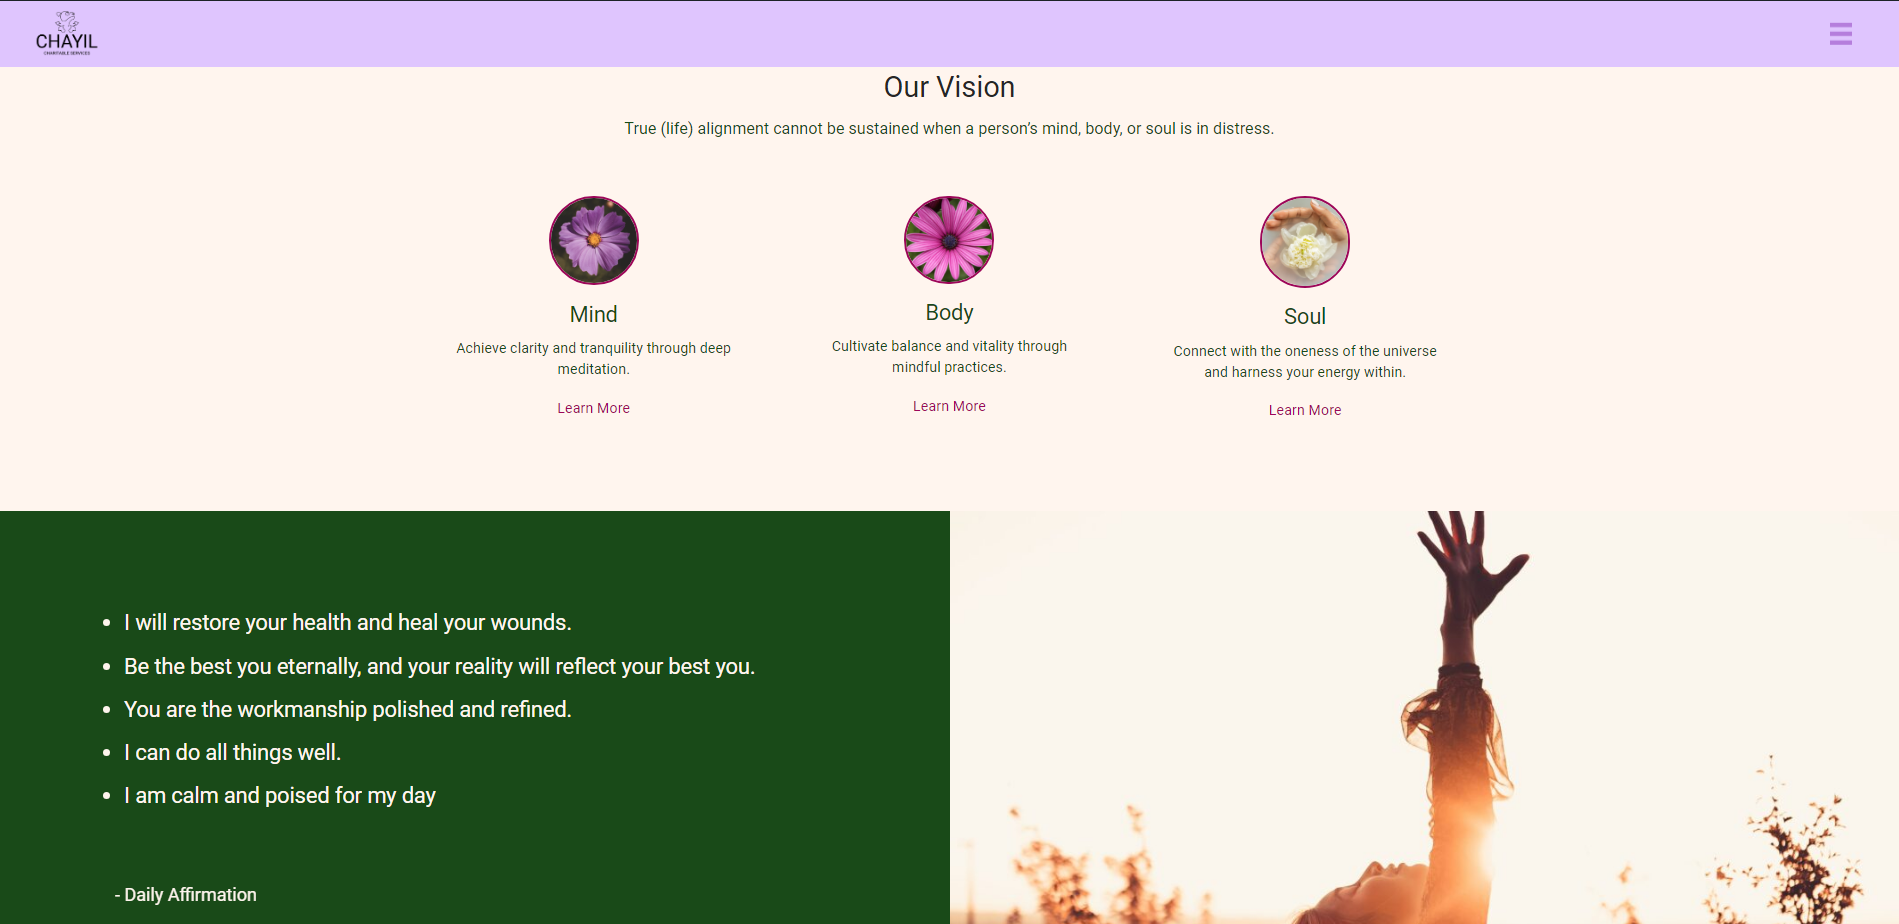 CHAYIL
CHARITABLE SERVICES
Our Vision
True (life) alignment cannot be sustained when a person’s mind, body, or soul is in distress.
Mind
Achieve clarity and tranquility through deep
meditation.
Learn More
Body
Cultivate balance and vitality through
mindful practices.
Learn More
Soul
Connect with the oneness of the universe
and harness your energy within.
Learn More
• I will restore your health and heal your wounds.
• Be the best you eternally, and your reality will reflect your best you.
• You are the workmanship polished and refined.
• I can do all things well.
• I am calm and poised for my day
- Daily Affirmation